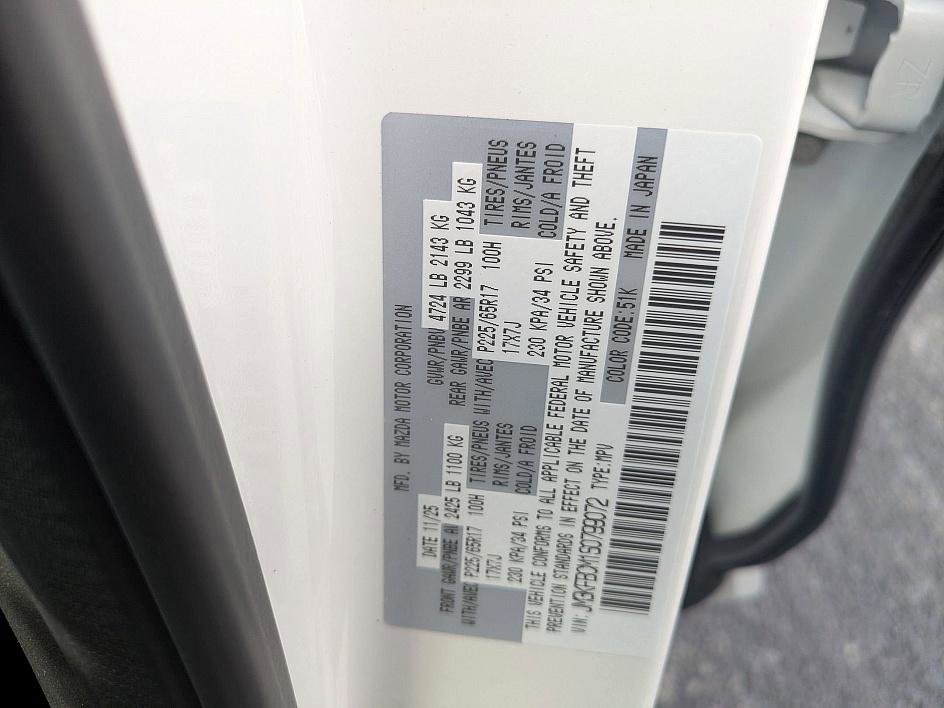 MFD. BY MAZDA MOTOR CORPORATION
DATE 11/25 GVWR/PNBV 4724 LB 2143 KG
FRONT GAWR/PNBE AV 2425 LB 1100 KG REAR GAWR/PNBE AR 2299 LB 1043 KG
WITH/AVEC P225/65R17 100H TIRES/PNEUS WITH/AVEC P225/65R17 100H TIRES/PNEUS
17X7J RIMS/JANTES 17X7J RIMS/JANTES
230 KPA/34 PSI COLD/A FROID 230 KPA/34 PSI COLD/A FROID
THIS VEHICLE CONFORMS TO ALL APPLICABLE FEDERAL MOTOR VEHICLE SAFETY AND THEFT
PREVENTION STANDARDS IN EFFECT ON THE DATE OF MANUFACTURE SHOWN ABOVE.
VIN: JM3KFBCM1S0799072 TYPE:MPV COLOR CODE:51K MADE IN JAPAN